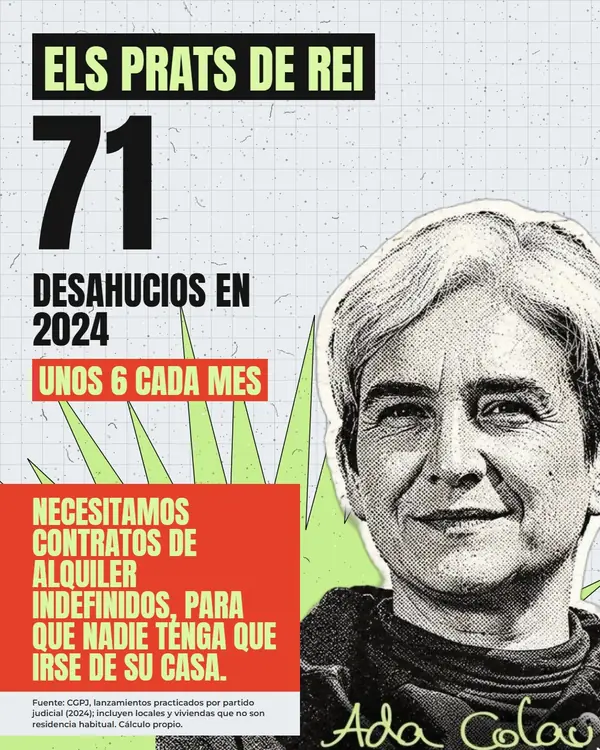 ELS PRATS DE REI
71
DESAHUCIOS EN
2024
UNOS 6 CADA MES
NECESITAMOS
CONTRATOS DE
ALQUILER
INDEFINIDOS, PARA
QUE NADIE TENGA QUE
IRSE DE SU CASA.
Fuente: CGPJ, lanzamientos practicados por partido
judicial (2024); incluyen locales y viviendas que no son
residencia habitual. Cálculo propio.
Ada Colau